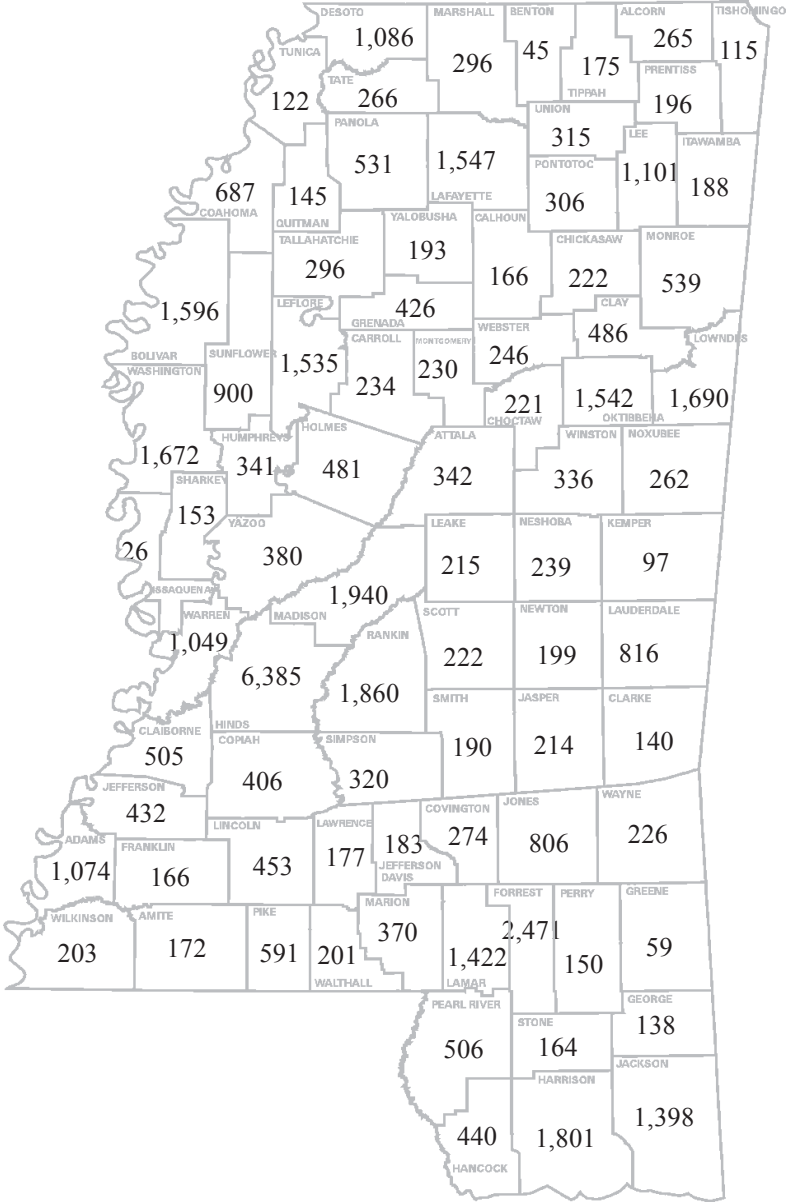 DESOTO
1,086
MARSHALL
296
BENTON
45
175
TIPPAH
ALCORN
265
TISHOMINGO
115
TUNICA
122
TATE
266
PRENTISS
196
UNION
315
PANOLA
531
1,547
LAFAYETTE
PONTOTOC
306
LEE
1,101
ITAWAMBA
188
687
COAHOMA
145
QUITMAN
YALOBUSHA
193
CALHOUN
166
TALLAHATCHIE
296
CHICKASAW
222
MONROE
539
1,596
BOLIVAR
SUNFLOWER
900
LEFLORE
1,535
426
GRENADA
CARROLL
234
MONTGOMERY
230
WEBSTER
246
CLAY
486
LOWNDES
1,690
WASHINGTON
1,672
221
CHOCTAW
1,542
OKTIBBEHA
HUMPHREYS
341
HOLMES
481
ATTALA
342
WINSTON
336
NOXUBEE
262
SHARKEY
153
26
ISSAQUENA
YAZOO
380
LEAKE
215
NESHOBA
239
KEMPER
97
1,940
MADISON
WARREN
1,049
6,385
HINDS
RANKIN
1,860
SCOTT
222
NEWTON
199
LAUDERDALE
816
SMITH
190
JASPER
214
CLARKE
140
CLAIBORNE
505
COPIAH
406
SIMPSON
320
JEFFERSON
432
ADAMS
1,074
FRANKLIN
166
LINCOLN
453
LAWRENCE
177
183
JEFFERSON
DAVIS
COVINGTON
274
JONES
806
WAYNE
226
WILKINSON
203
AMITE
172
PIKE
591
201
WALTHALL
MARION
370
1,422
LAMAR
FORREST
2,471
PERRY
150
GREENE
59
PEARL RIVER
506
STONE
164
GEORGE
138
440
HANCOCK
HARRISON
1,801
JACKSON
1,398